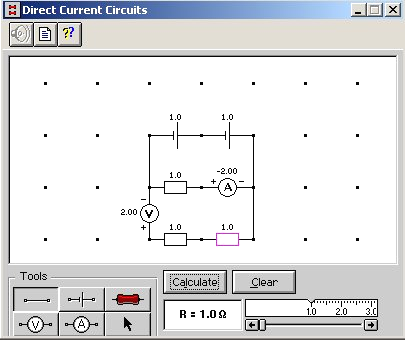 Direct Current Circuits
??
1.0 1.0
1.0 -2.00
+ A -
-
2.00 V
+
1.0 1.0
Tools
Calculate Clear
R = 1.0 Ω
1.0 2.0 3.0
V A